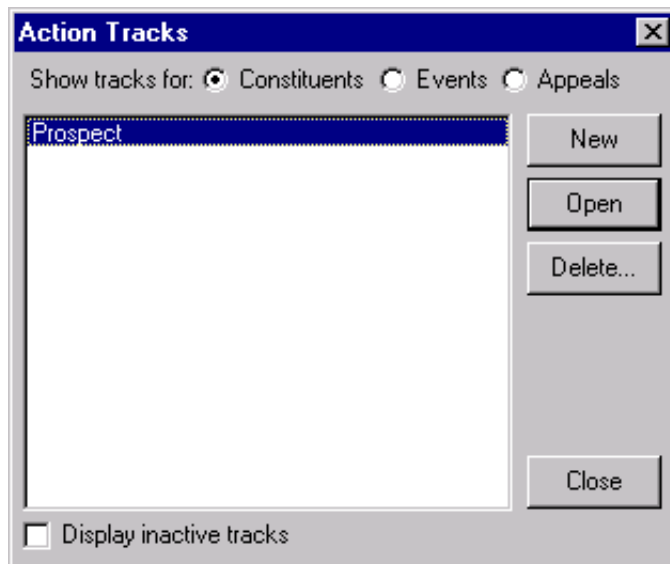 Action Tracks
Show tracks for: Constituents Events Appeals
Prospect
New
Open
Delete...
Close
Display inactive tracks